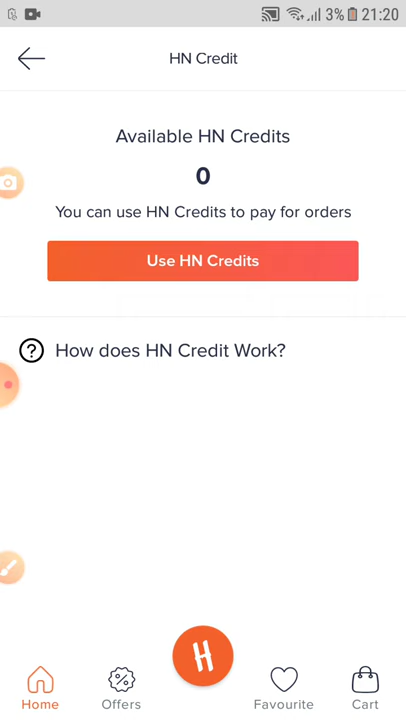 3% 21:20
HN Credit
Available HN Credits
0
You can use HN Credits to pay for orders
Use HN Credits
? How does HN Credit Work?
H
Home Offers Favourite Cart